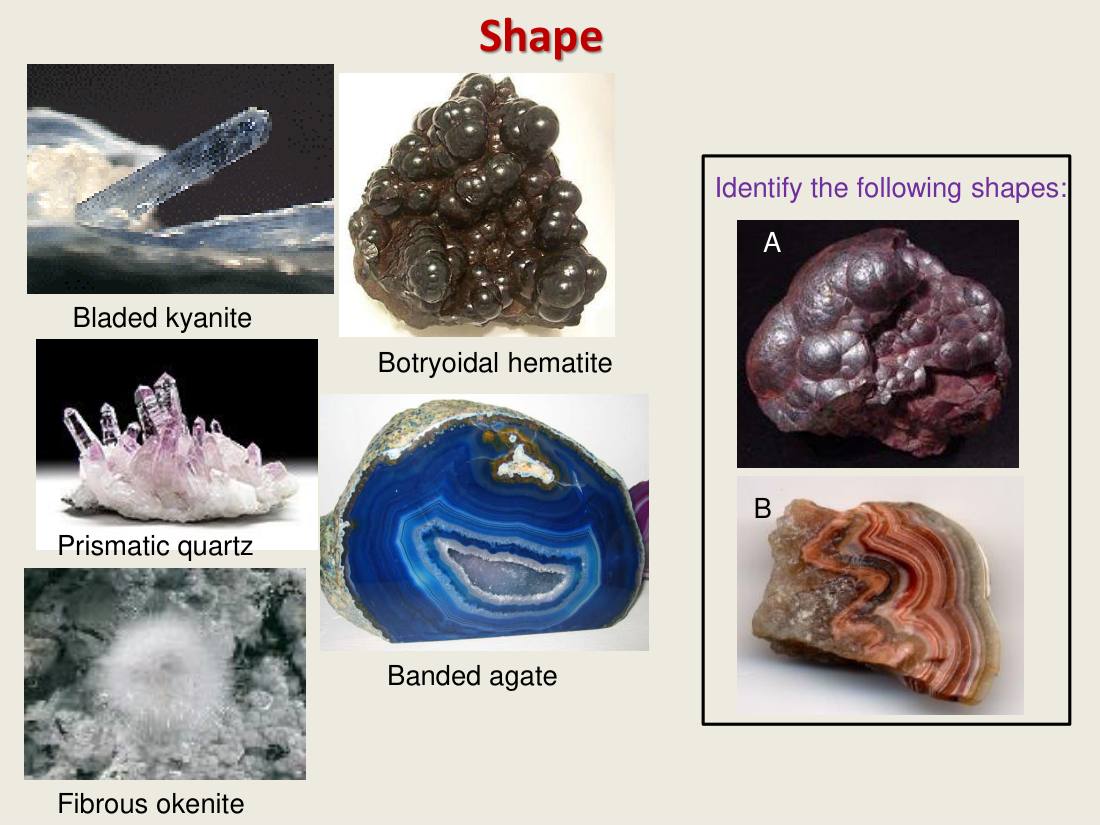 Shape
Bladed kyanite
Botryoidal hematite
Prismatic quartz
Banded agate
Fibrous okenite
Identify the following shapes:
A
B